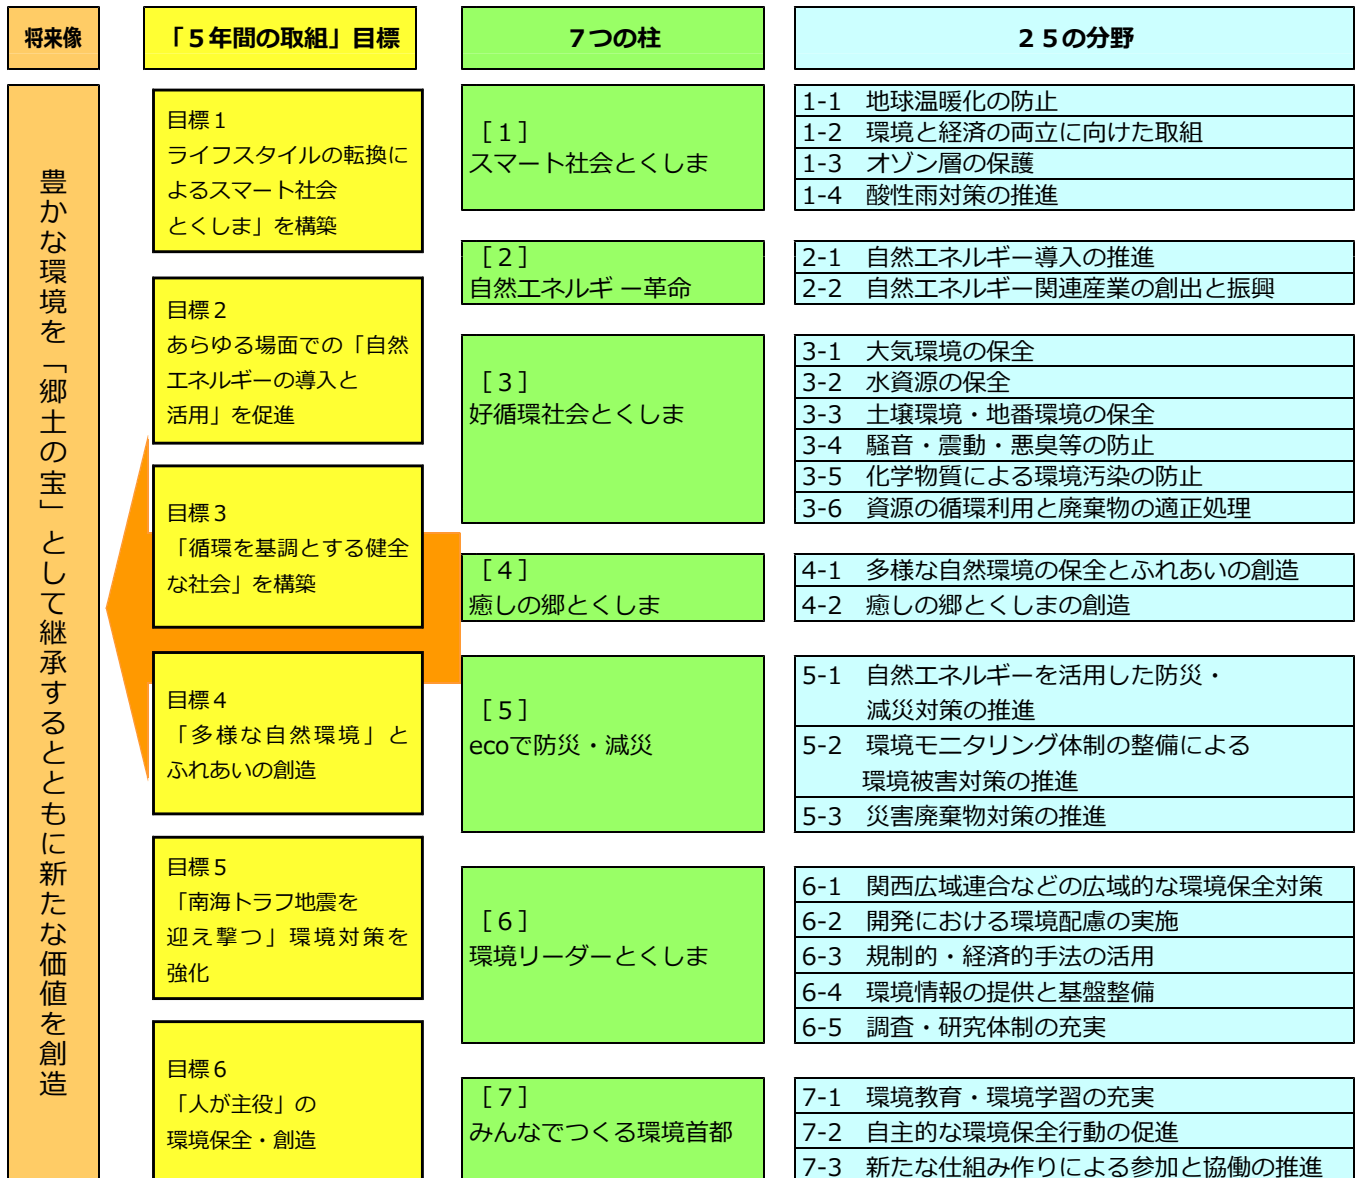 将来像
「５年間の取組」目標
７つの柱
２５の分野
豊かな環境を「郷土の宝」として継承するとともに新たな価値を創造
目標１
ライフスタイルの転換に
よるスマート社会
とくしま」を構築
目標２
あらゆる場面での「自然
エネルギーの導入と
活用」を促進
目標３
「循環を基調とする健全
な社会」を構築
目標４
「多様な自然環境」と
ふれあいの創造
目標５
「南海トラフ地震を
迎え撃つ」環境対策を
強化
目標６
「人が主役」の
環境保全・創造
［１］
スマート社会とくしま
［２］
自然エネルギー革命
［３］
好循環社会とくしま
［４］
癒しの郷とくしま
［５］
ecoで防災・減災
［６］
環境リーダーとくしま
［７］
みんなでつくる環境首都
1-1 地球温暖化の防止
1-2 環境と経済の両立に向けた取組
1-3 オゾン層の保護
1-4 酸性雨対策の推進
2-1 自然エネルギー導入の推進
2-2 自然エネルギー関連産業の創出と振興
3-1 大気環境の保全
3-2 水資源の保全
3-3 土壌環境・地番環境の保全
3-4 騒音・震動・悪臭等の防止
3-5 化学物質による環境汚染の防止
3-6 資源の循環利用と廃棄物の適正処理
4-1 多様な自然環境の保全とふれあいの創造
4-2 癒しの郷とくしまの創造
5-1 自然エネルギーを活用した防災・
減災対策の推進
5-2 環境モニタリング体制の整備による
環境被害対策の推進
5-3 災害廃棄物対策の推進
6-1 関西広域連合などの広域的な環境保全対策
6-2 開発における環境配慮の実施
6-3 規制的・経済的手法の活用
6-4 環境情報の提供と基盤整備
6-5 調査・研究体制の充実
7-1 環境教育・環境学習の充実
7-2 自主的な環境保全行動の促進
7-3 新たな仕組み作りによる参加と協働の推進